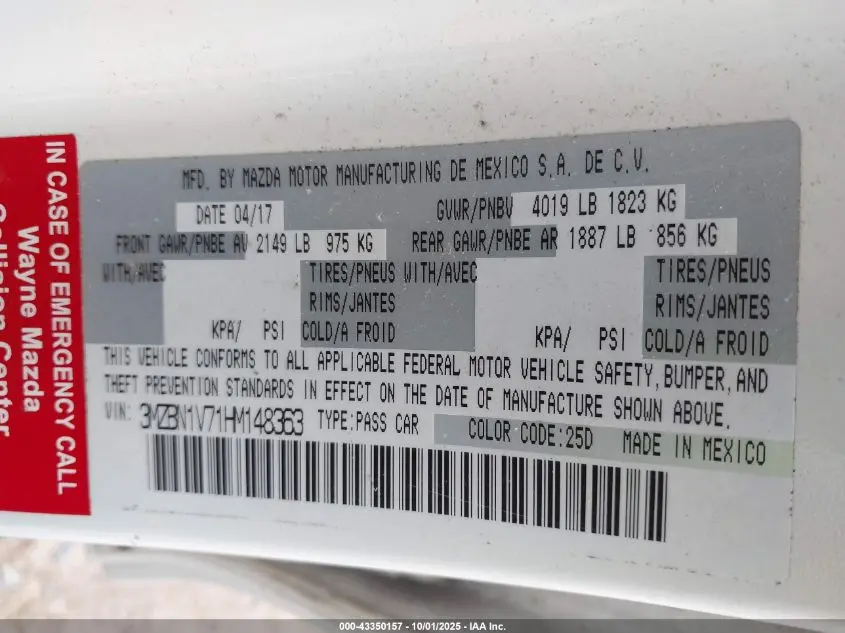 IN CASE OF EMERGENCY CALL
Wayne Mazda
Collision Center
MFD. BY MAZDA MOTOR MANUFACTURING DE MEXICO S.A. DE C.V.
DATE 04/17 GVWR/PNBV 4019 LB 1823 KG
FRONT GAWR/PNBE AV 2149 LB 975 KG REAR GAWR/PNBE AR 1887 LB 856 KG
WITH/AVEC TIRES/PNEUS WITH/AVEC TIRES/PNEUS
RIMS/JANTES RIMS/JANTES
KPA/ PSI COLD/A FROID KPA/ PSI COLD/A FROID
THIS VEHICLE CONFORMS TO ALL APPLICABLE FEDERAL MOTOR VEHICLE SAFETY, BUMPER, AND
THEFT PREVENTION STANDARDS IN EFFECT ON THE DATE OF MANUFACTURE SHOWN ABOVE.
VIN: 3MZBN1V71HM148363 TYPE:PASS CAR COLOR CODE:25D MADE IN MEXICO
000-43350157 - 10/01/2025 - IAA Inc.